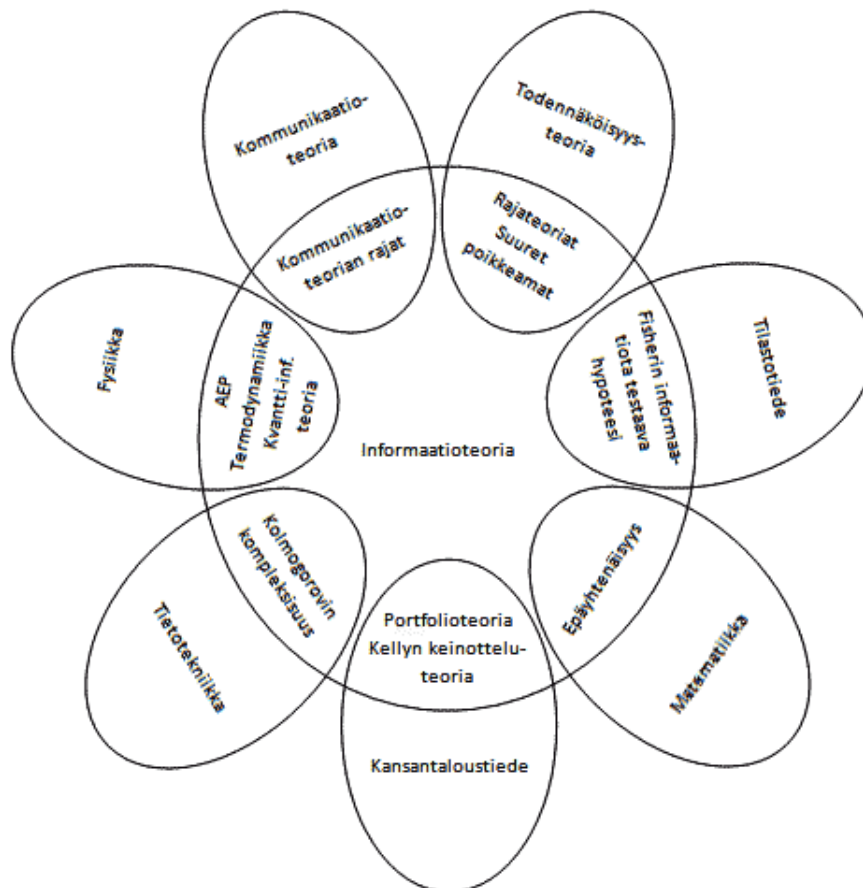 Kommunikaatio-
teoria
Todennäköisyys-
teoria
Kommunikaatio-
teorian rajat
Rajateoriat
Suuret
poikkeamat
Fysiikka
AEP
Termodynamiikka
Kvantti-inf.
teoria
Fisherin informaa-
tiota testaava
hypoteesi
Tilastotiede
Informaatioteoria
Kolmogorovin
kompleksisuus
Tietotekniikka
Portfolioteoria
Kellyn keinottelu-
teoria
Kansantaloustiede
Epäyhtenäisyys
Matematiikka